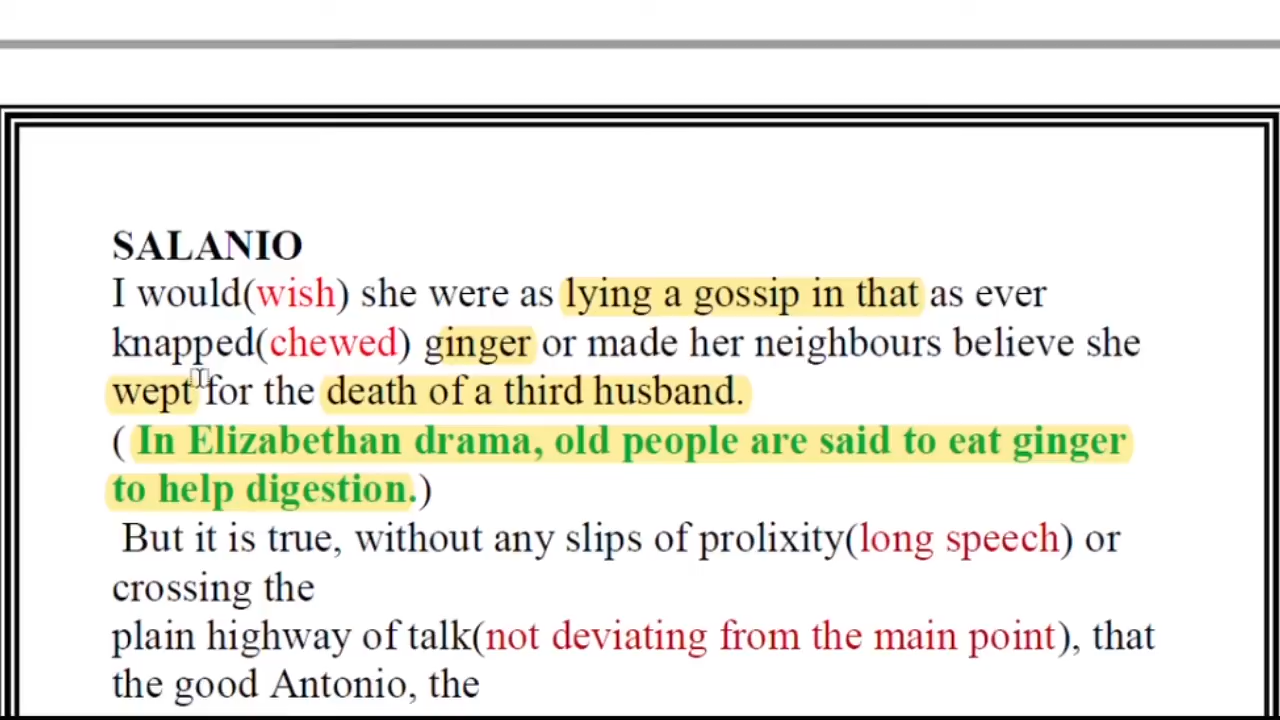 SALANIO
I would(wish) she were as lying a gossip in that as ever
knapped(chewed) ginger or made her neighbours believe she
wept for the death of a third husband.
( In Elizabethan drama, old people are said to eat ginger
to help digestion.)
But it is true, without any slips of prolixity(long speech) or
crossing the
plain highway of talk(not deviating from the main point), that
the good Antonio, the